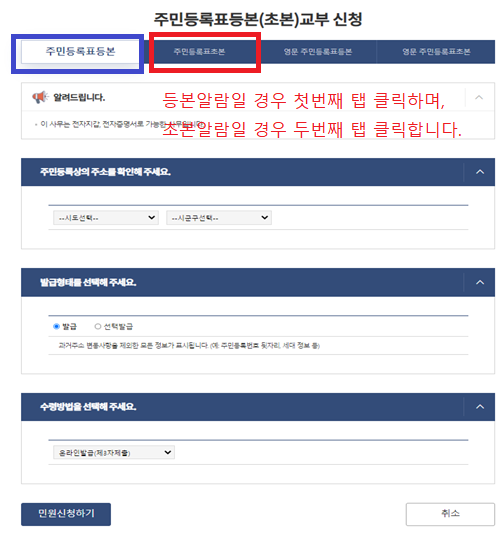 주민등록표등본(초본)교부 신청
주민등록표등본 주민등록표초본 영문 주민등록표등본 영문 주민등록표초본
알려드립니다.
등본알람일 경우 첫번째 탭 클릭하며,
이 사무는 전자지갑, 전자증명서로 가능한
초본알람일 경우 두번째 탭 클릭합니다.
주민등록상의 주소를 확인해 주세요.
--시도선택-- --시군구선택--
발급형태를 선택해 주세요.
발급 선택발급
과거주소 변동사항을 제외한 모든 정보가 표시됩니다. (예: 주민등록번호 뒷자리, 세대 정보 등)
수령방법을 선택해 주세요.
온라인발급(제3자제출)
민원신청하기 취소